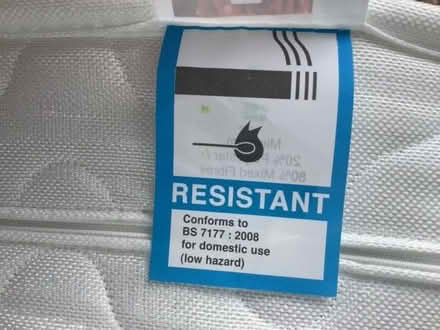 RESISTANT
Conforms to
BS 7177 : 2008
for domestic use
(low hazard)